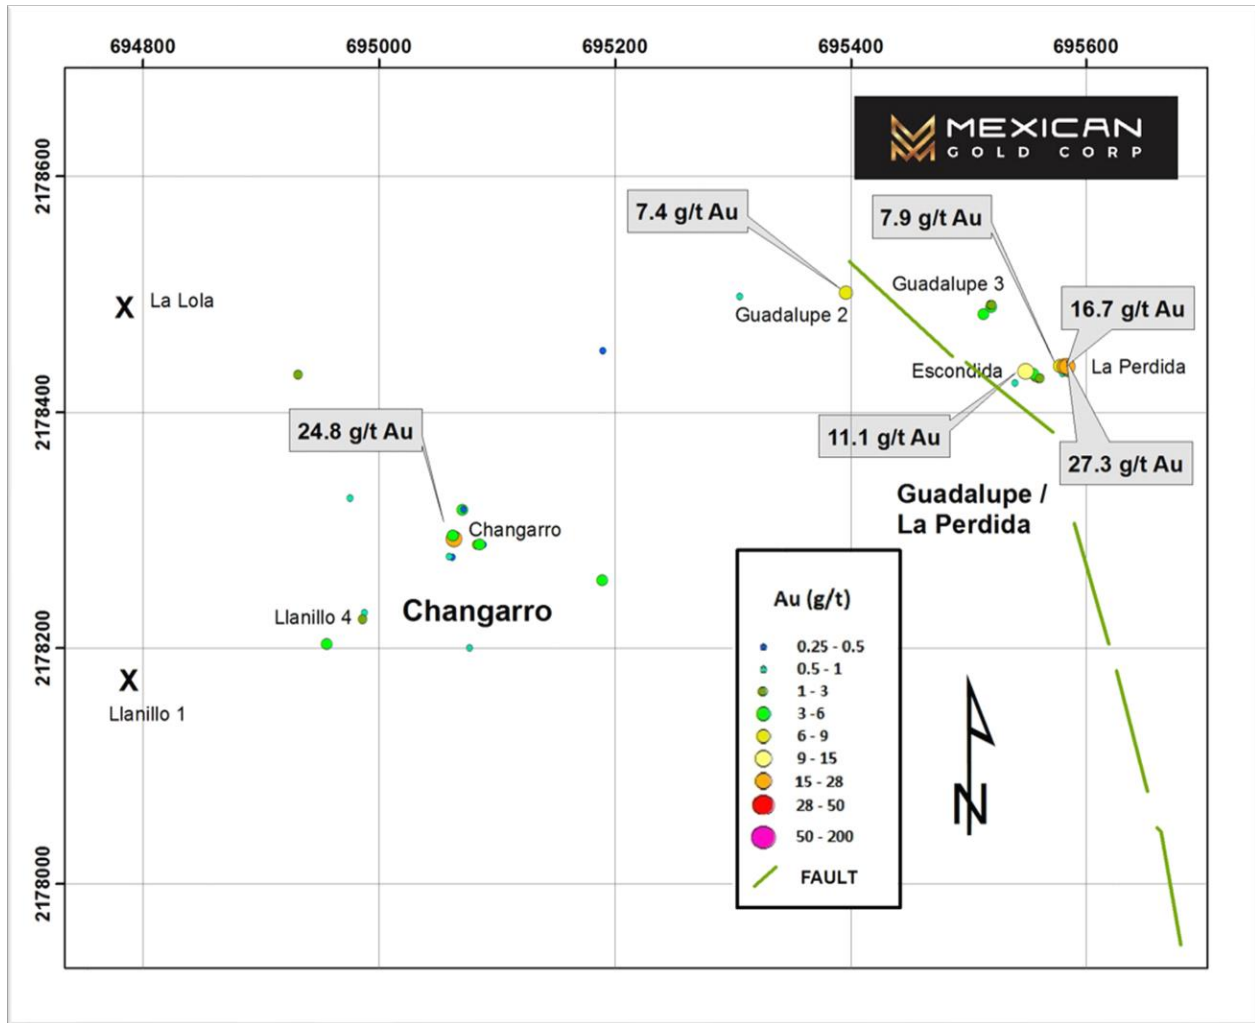 694800
695000
695200
695400
695600
2178600
2178400
2178200
2178000
MEXICAN
GOLD CORP
7.4 g/t Au
7.9 g/t Au
Guadalupe 3
16.7 g/t Au
La Lola
Guadalupe 2
Escondida
La Perdida
24.8 g/t Au
11.1 g/t Au
27.3 g/t Au
X
Guadalupe /
La Perdida
Changarro
Changarro
Llanillo 4
X
Llanillo 1
Au (g/t)
0.25 - 0.5
0.5 - 1
1 - 3
3 -6
6 - 9
9 - 15
15 - 28
28 - 50
50 - 200
FAULT
N